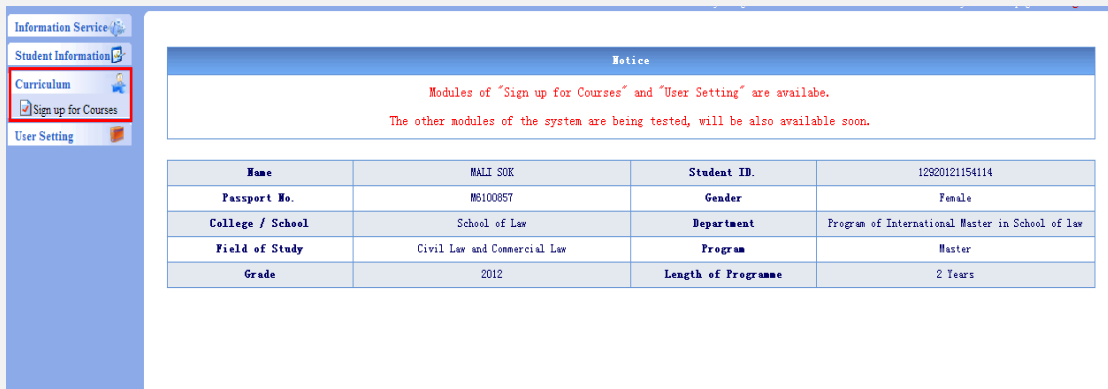 Information Service
Student Information
Curriculum
Sign up for Courses
User Setting
Notice
Modules of "Sign up for Courses" and "User Setting" are availabe.
The other modules of the system are being tested, will be also available soon.
Name MALI SOK Student ID. 12920121154114
Passport No. M6100857 Gender Female
College / School School of Law Department Program of International Master in School of law
Field of Study Civil Law and Commercial Law Program Master
Grade 2012 Length of Programme 2 Years